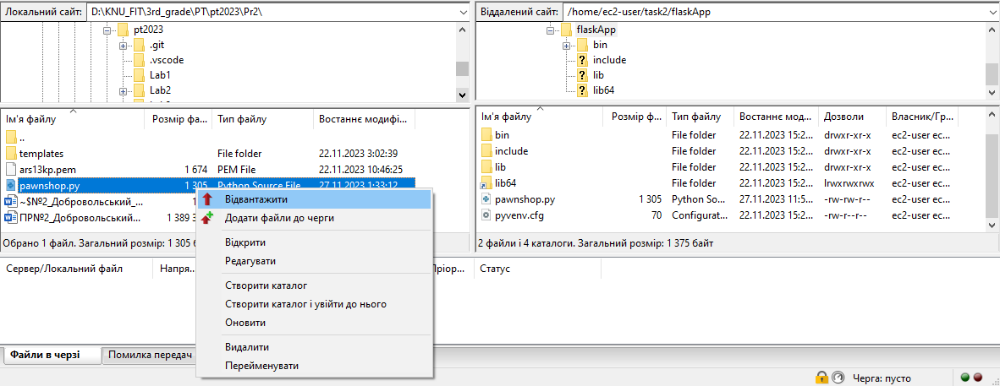 Локальний сайт: D:\KNU_FIT\3rd_grade\PT\pt2023\Pr2\
pt2023
.git
.vscode
Lab1
Lab2
Ім'я файлу Розмір фа... Тип файлу Востаннє модифі...
..
templates File folder 22.11.2023 3:02:39
ars13kp.pem 1 674 PEM File 22.11.2023 10:46:25
pawnshop.py 1 305 Python Source File 27.11.2023 1:33:12
~$№2_Добровольський_...
ПР№2_Добровольський... 1 389
Обрано 1 файл. Загальний розмір: 1 305
Віддалений сайт: /home/ec2-user/task2/flaskApp
flaskApp
bin
include
lib
lib64
Ім'я файлу Розмір ф... Тип файлу Востаннє мод... Дозволи Власник/Гр...
bin File folder 22.11.2023 15:2... drwxr-xr-x ec2-user ec...
include File folder 22.11.2023 15:2... drwxr-xr-x ec2-user ec...
lib File folder 22.11.2023 15:2... drwxr-xr-x ec2-user ec...
lib64 File folder 22.11.2023 15:2... lrwxrwxrwx ec2-user ec...
pawnshop.py 1 305 Python So... 27.11.2023 11:5... -rw-rw-r-- ec2-user ec...
pyvenv.cfg 70 Configurat... 22.11.2023 15:2... -rw-r--r-- ec2-user ec...
2 файли і 4 каталоги. Загальний розмір: 1 375 байт
Відвантажити
Додати файли до черги
Відкрити
Редагувати
Створити каталог
Створити каталог і увійти до нього
Оновити
Видалити
Перейменувати
Сервер/Локальний файл Напря... Пріор... Статус
Файли в черзі Помилка передач
Черга: пусто